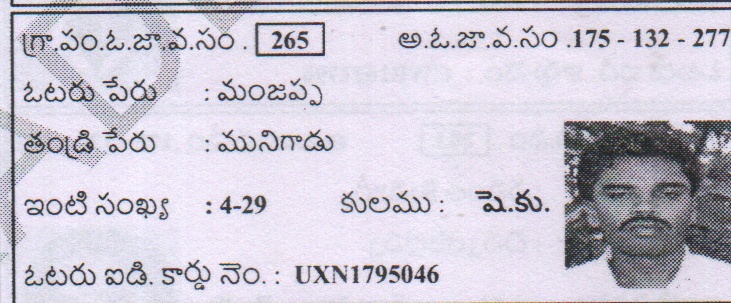 గ్రా.పం.ఓ.జా.వ.సం . 265 అ.ఓ.జా.వ.సం .175 - 132 - 277
ఓటరు పేరు : మంజప్ప
తండ్రి పేరు : మునిగాడు
ఇంటి సంఖ్య : 4-29 కులము : షె.కు.
ఓటరు ఐడి. కార్డు నెం. : UXN1795046